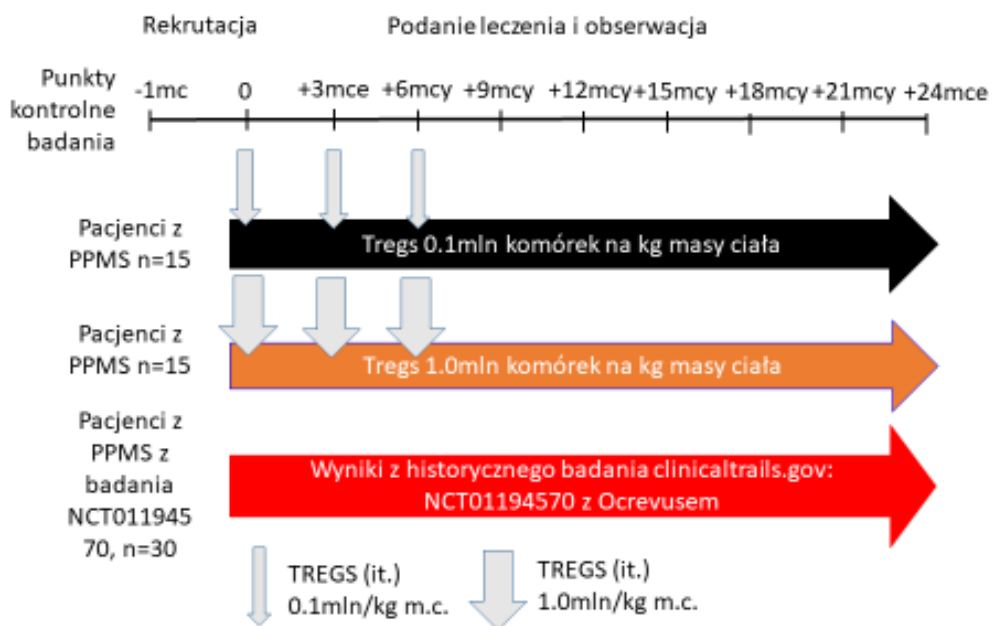 Rekrutacja
Podanie leczenia i obserwacja
Punkty
kontrolne
badania
-1mc
0
+3mce
+6mcy
+9mcy
+12mcy
+15mcy
+18mcy
+21mcy
+24mce
Pacjenci z
PPMS n=15
Tregs 0.1mln komórek na kg masy ciała
Pacjenci z
PPMS n=15
Tregs 1.0mln komórek na kg masy ciała
Pacjenci z
PPMS z
badania
NCT011945
70, n=30
Wyniki z historycznego badania clinicaltrails.gov:
NCT01194570 z Ocrevusem
TREGS (it.)
0.1mln/kg m.c.
TREGS (it.)
1.0mln/kg m.c.